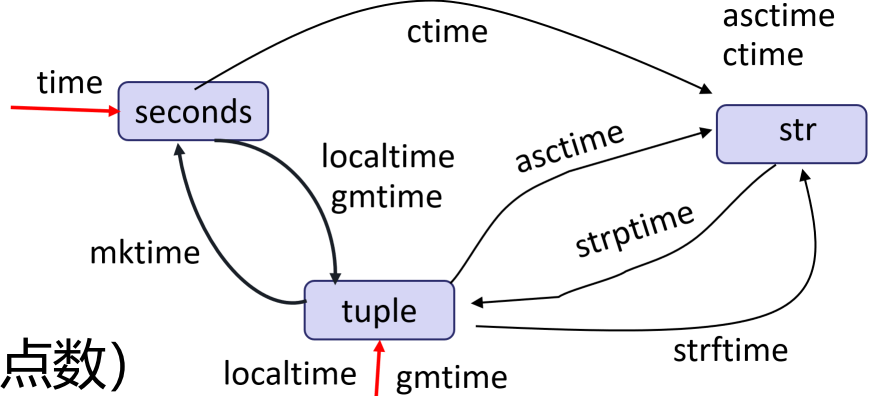 asctime
ctime
ctime
time
seconds
str
localtime
gmtime
asctime
strptime
mktime
tuple
strftime
点数)
localtime
gmtime